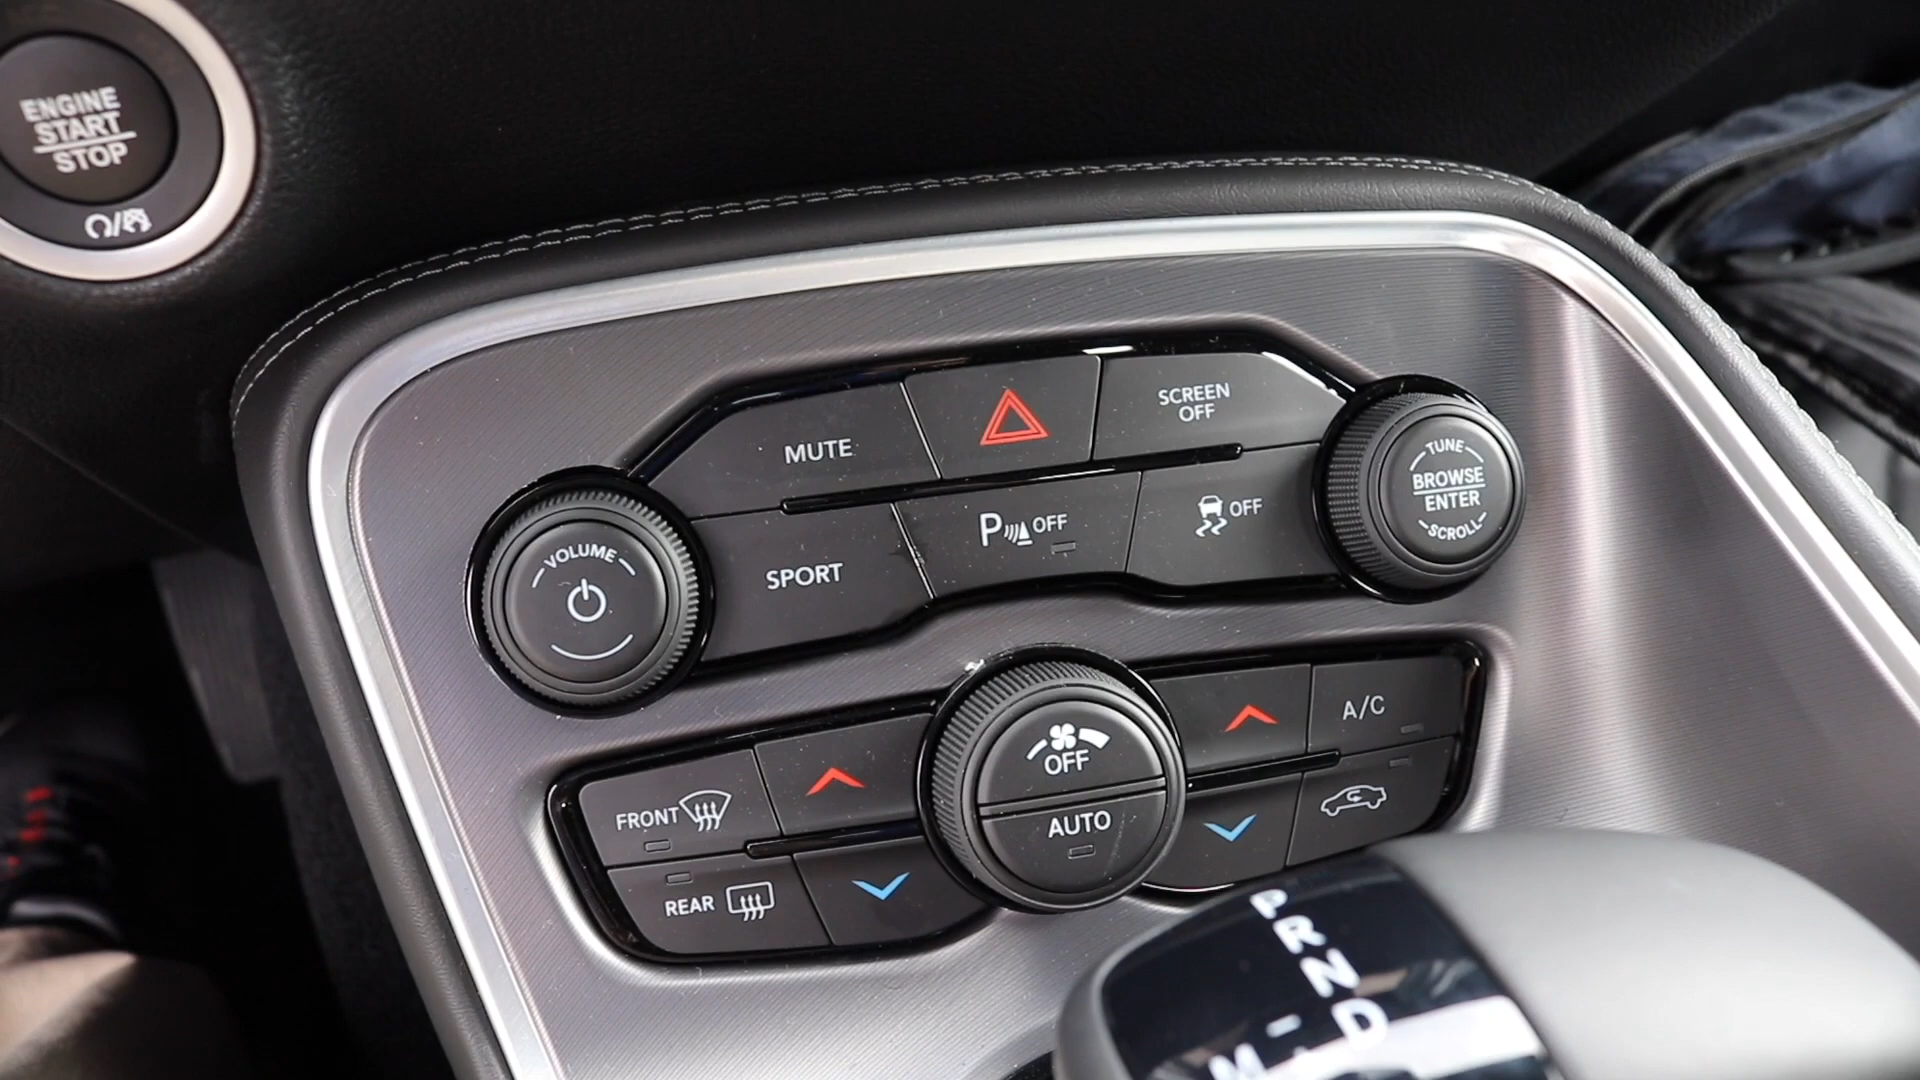 ENGINE
START
STOP
MUTE
SCREEN
OFF
TUNE
BROWSE
ENTER
SCROLL
VOLUME
SPORT
P OFF
OFF
OFF
AUTO
A/C
FRONT
REAR
P
R
N
D
M